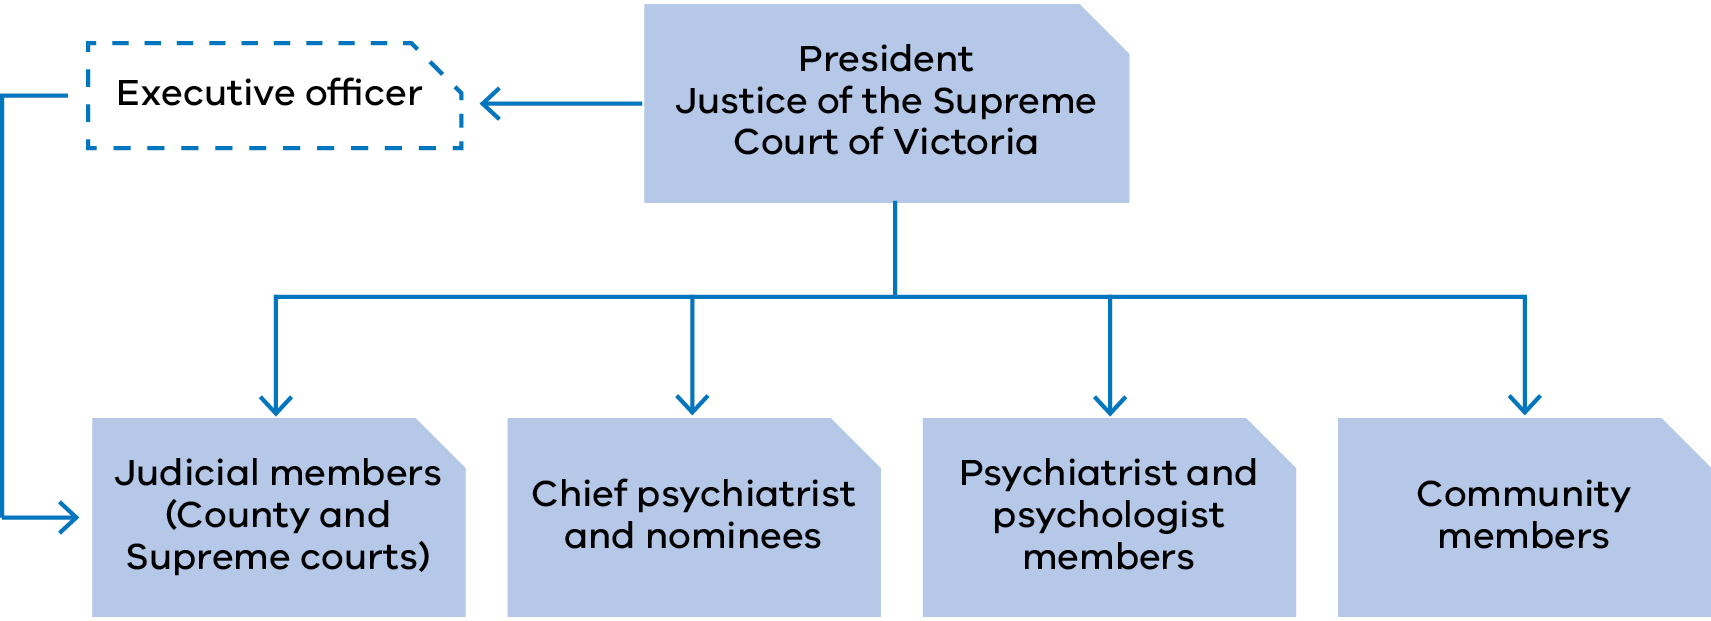 Executive officer
President
Justice of the Supreme
Court of Victoria
Judicial members
(County and
Supreme courts)
Chief psychiatrist
and nominees
Psychiatrist and
psychologist
members
Community
members